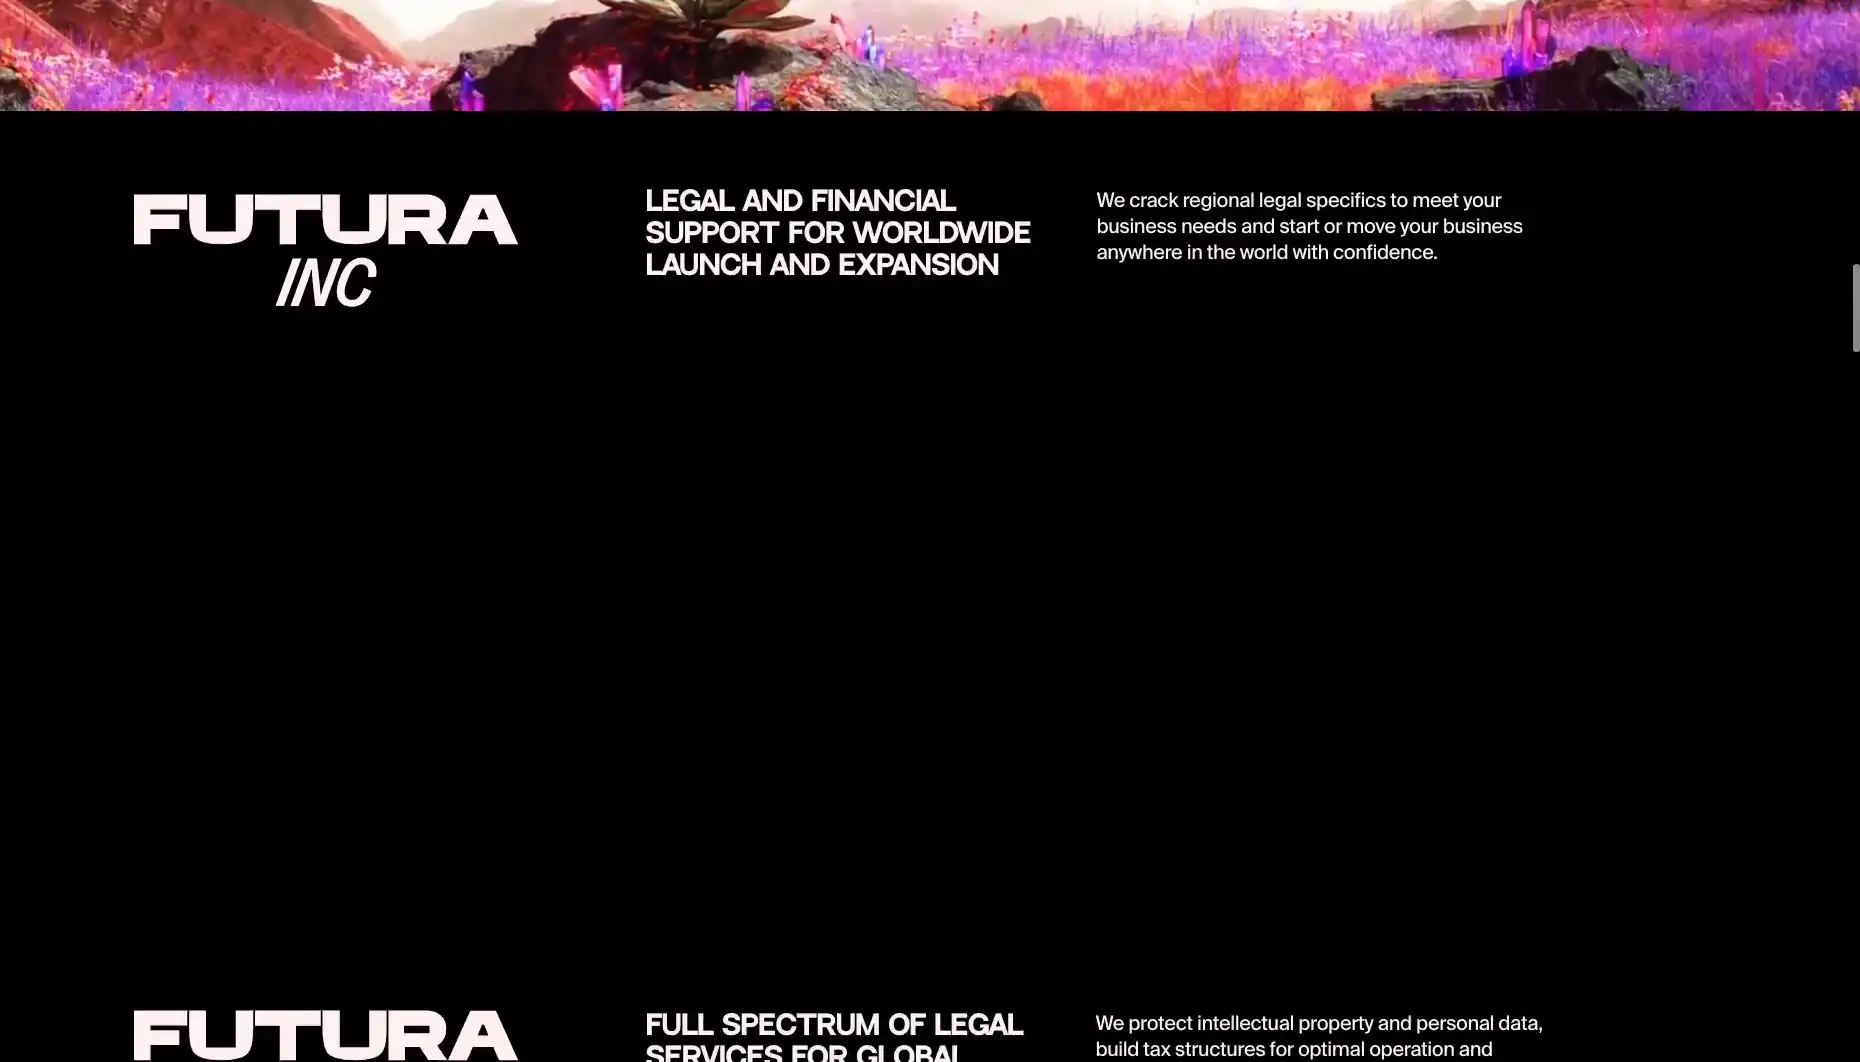 FUTURA
INC
LEGAL AND FINANCIAL
SUPPORT FOR WORLDWIDE
LAUNCH AND EXPANSION
We crack regional legal specifics to meet your
business needs and start or move your business
anywhere in the world with confidence.
FUTURA
FULL SPECTRUM OF LEGAL
SERVICES FOR GLOBAL
We protect intellectual property and personal data,
build tax structures for optimal operation and